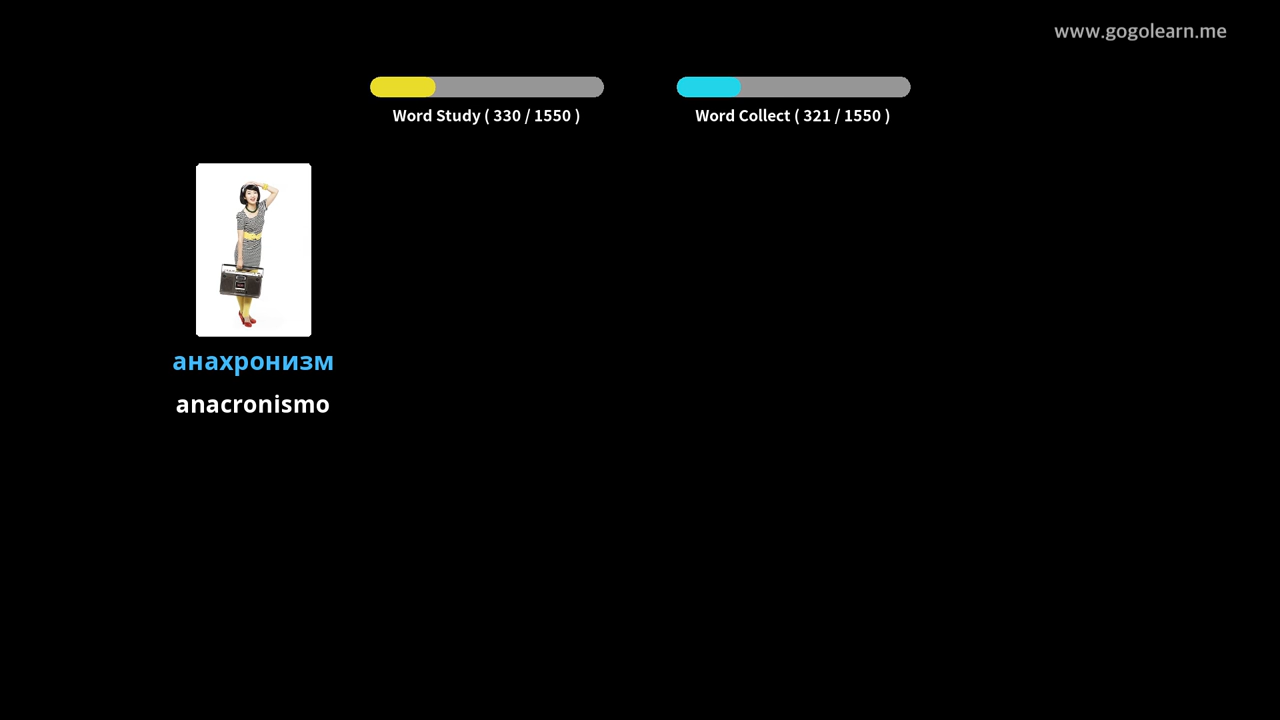 www.gogolearn.me
Word Study ( 330 / 1550 )
Word Collect ( 321 / 1550 )
анахронизм
anacronismo